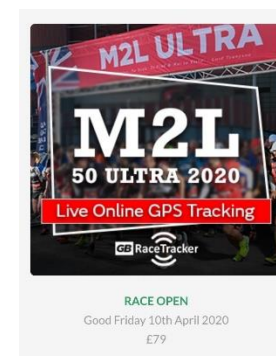 M2L ULTRA
M2L
50 ULTRA 2020
Live Online GPS Tracking
GB RaceTracker
RACE OPEN
Good Friday 10th April 2020
£79